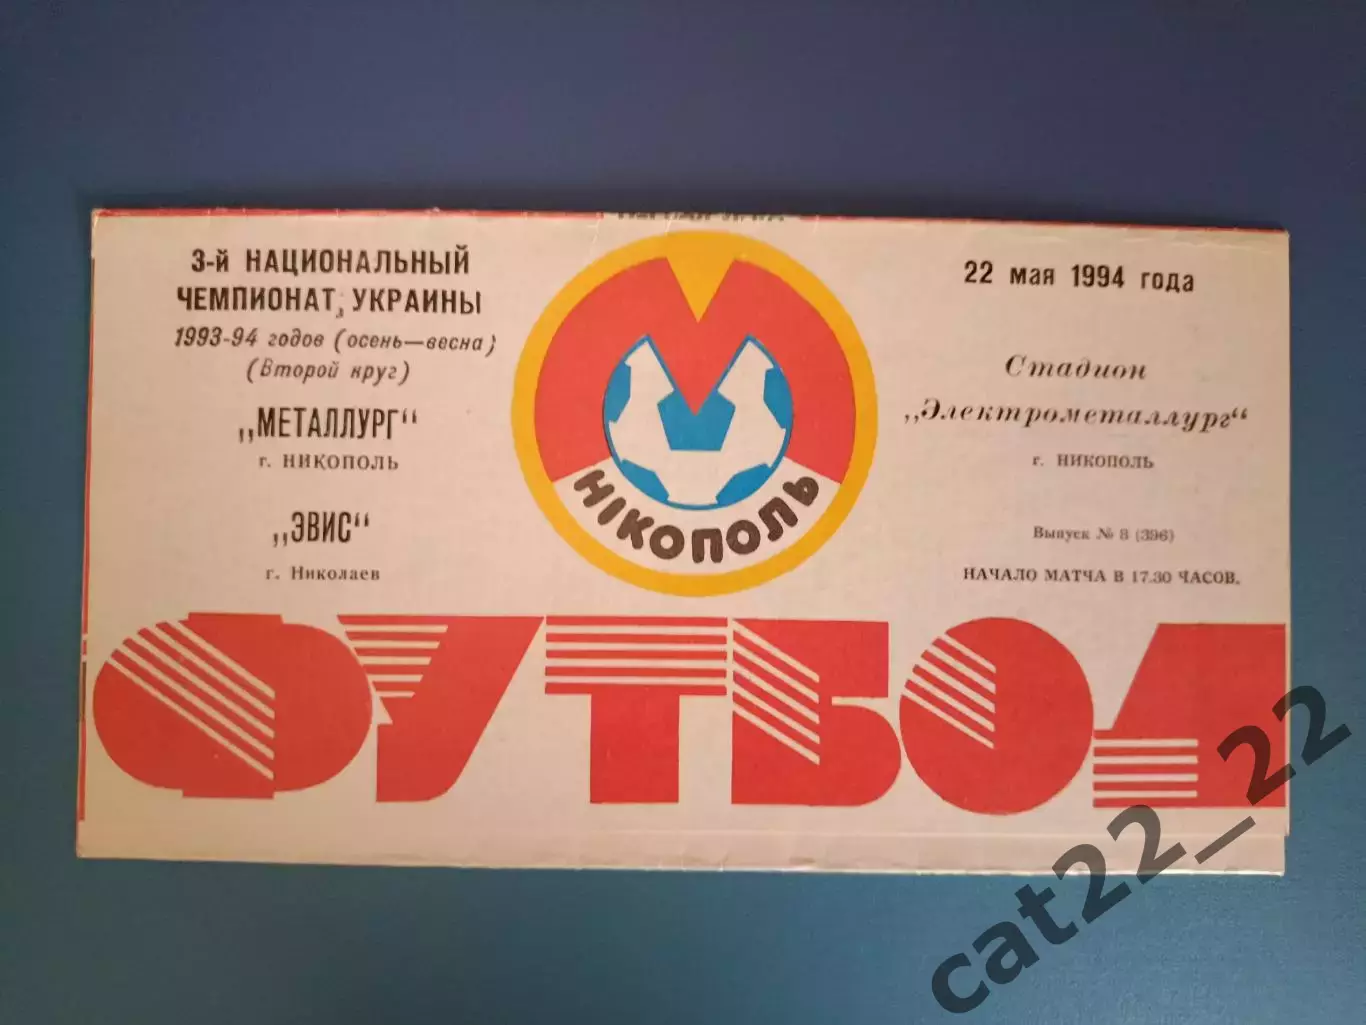 3-й НАЦИОНАЛЬНЫЙ
ЧЕМПИОНАТ, УКРАИНЫ
1993-94 годов (осень—весна)
(Второй круг)
„МЕТАЛЛУРГ“
г. НИКОПОЛЬ
„ЭВИС“
г. Николаев
НІКОПОЛЬ
22 мая 1994 года
Стадион
„Электрометаллург“
г. НИКОПОЛЬ
Выпуск № 8 (396)
НАЧАЛО МАТЧА В 17.30 ЧАСОВ.
ФУТБОЛ
cat22_22